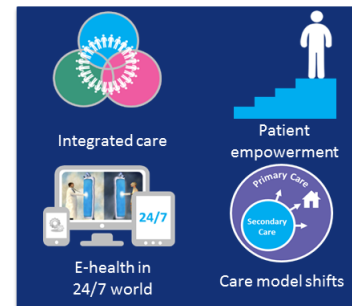 Integrated care
Patient
empowerment
24/7
E-health in
24/7 world
Primary Care
Secondary
Care
Care model shifts